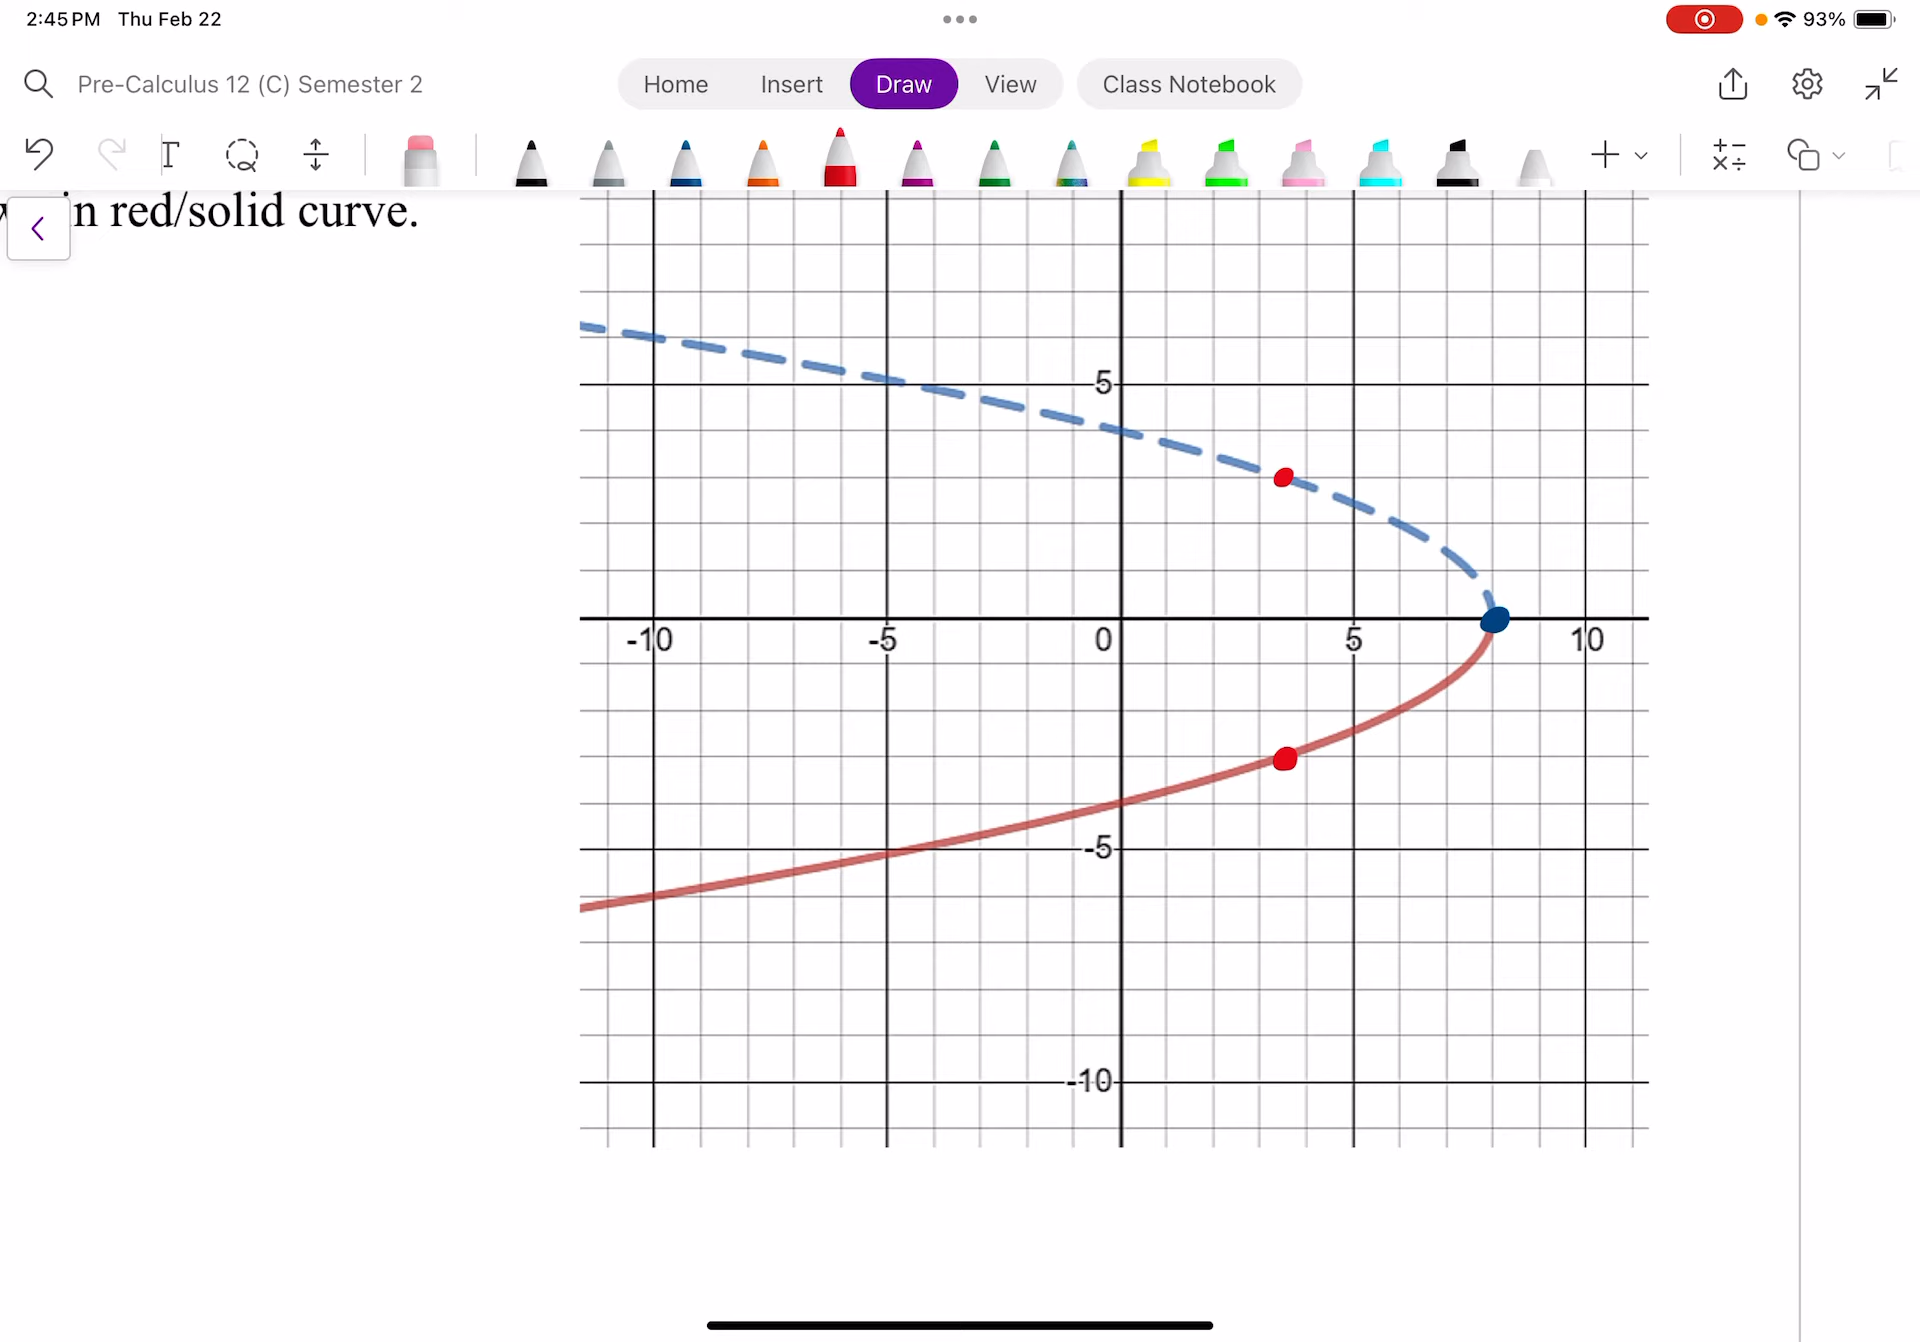 2:45 PM Thu Feb 22
93%
Pre-Calculus 12 (C) Semester 2
Home Insert Draw View Class Notebook
in red/solid curve.
5
-10 -5 0 5 10
-5
-10